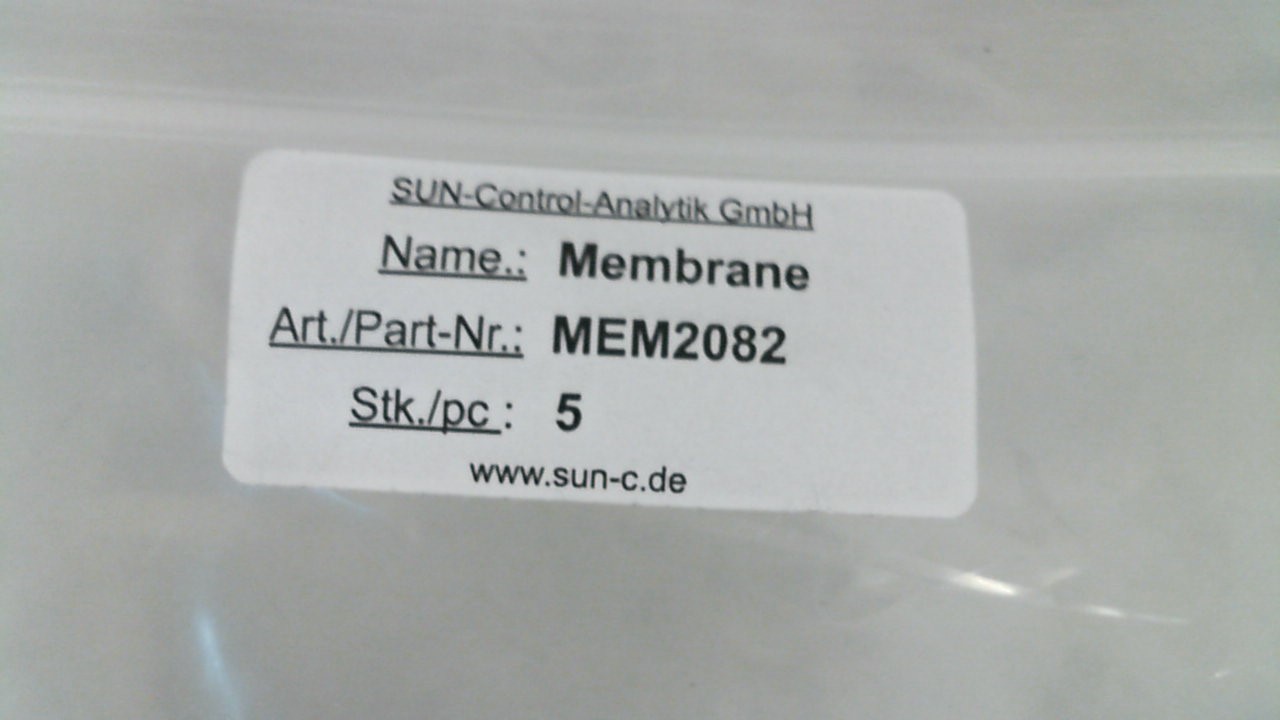 SUN-Control-Analytik GmbH
Name.: Membrane
Art./Part-Nr.: MEM2082
Stk./pc : 5
www.sun-c.de